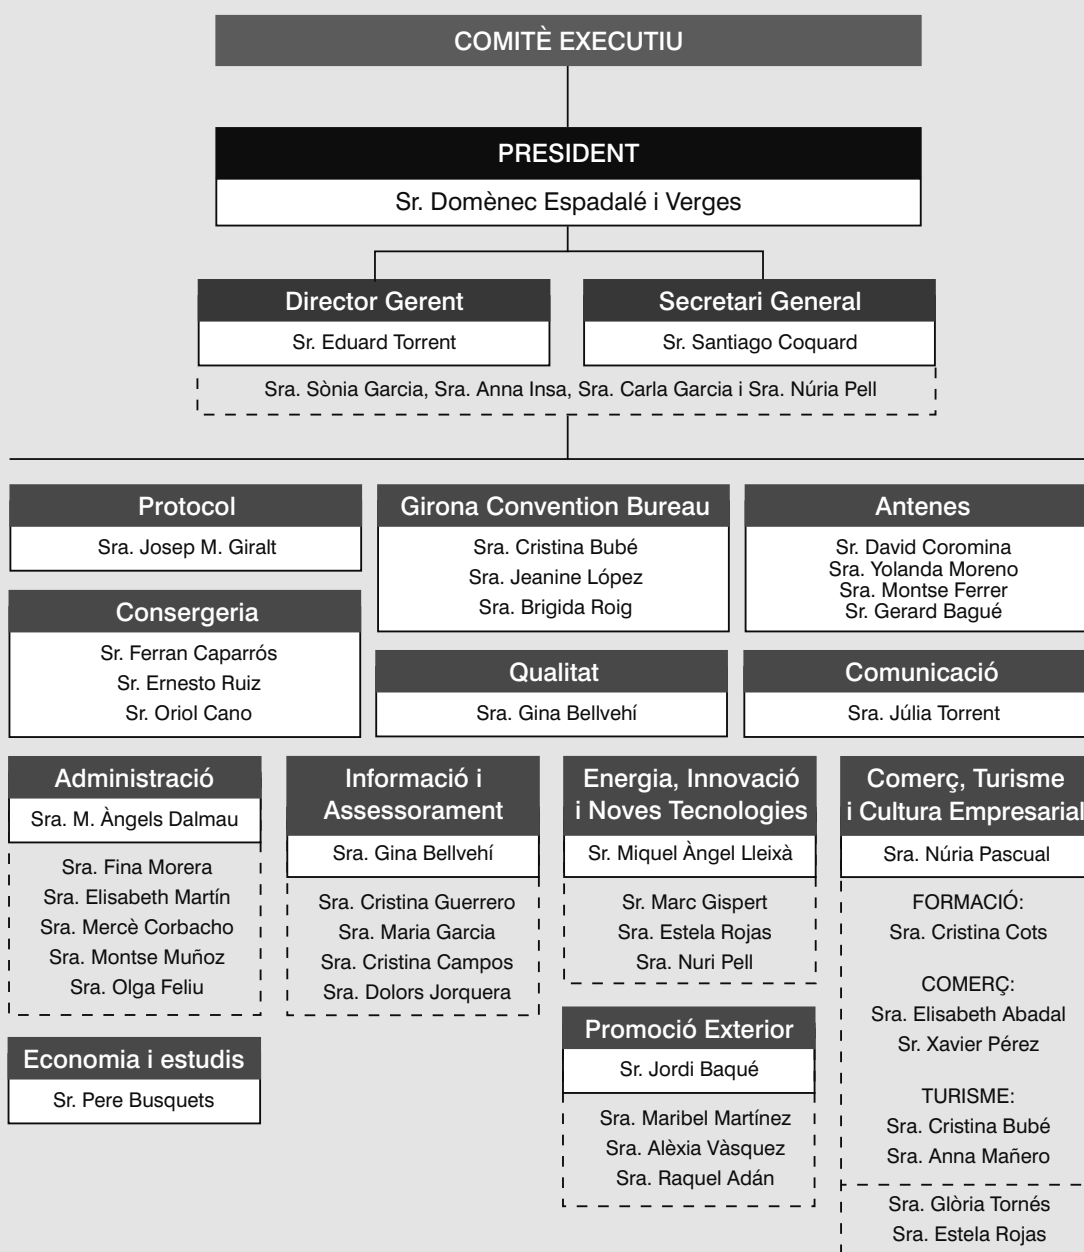 COMITÈ EXECUTIU
PRESIDENT
Sr. Domènec Espadalé i Verges
Director Gerent
Sr. Eduard Torrent
Secretari General
Sr. Santiago Coquard
Sra. Sònia Garcia, Sra. Anna Insa, Sra. Carla Garcia i Sra. Núria Pell
Protocol
Sra. Josep M. Giralt
Girona Convention Bureau
Sra. Cristina Bubé
Sra. Jeanine López
Sra. Brigida Roig
Antenes
Sr. David Coromina
Sra. Yolanda Moreno
Sra. Montse Ferrer
Sr. Gerard Bagué
Consergeria
Sr. Ferran Caparrós
Sr. Ernesto Ruiz
Sr. Oriol Cano
Qualitat
Sra. Gina Bellvehí
Comunicació
Sra. Júlia Torrent
Administració
Sra. M. Àngels Dalmau
Sra. Fina Morera
Sra. Elisabeth Martín
Sra. Mercè Corbacho
Sra. Montse Muñoz
Sra. Olga Feliu
Economia i estudis
Sr. Pere Busquets
Informació i
Assessorament
Sra. Gina Bellvehí
Sra. Cristina Guerrero
Sra. Maria Garcia
Sra. Cristina Campos
Sra. Dolors Jorquera
Energia, Innovació
i Noves Tecnologies
Sr. Miquel Àngel Lleixà
Sr. Marc Gispert
Sra. Estela Rojas
Sra. Nuri Pell
Promoció Exterior
Sr. Jordi Baqué
Sra. Maribel Martínez
Sra. Alèxia Vàsquez
Sra. Raquel Adán
Comerç, Turisme
i Cultura Empresarial
Sra. Núria Pascual
FORMACIÓ:
Sra. Cristina Cots
COMERÇ:
Sra. Elisabeth Abadal
Sr. Xavier Pérez
TURISME:
Sra. Cristina Bubé
Sra. Anna Mañero
Sra. Glòria Tornés
Sra. Estela Rojas